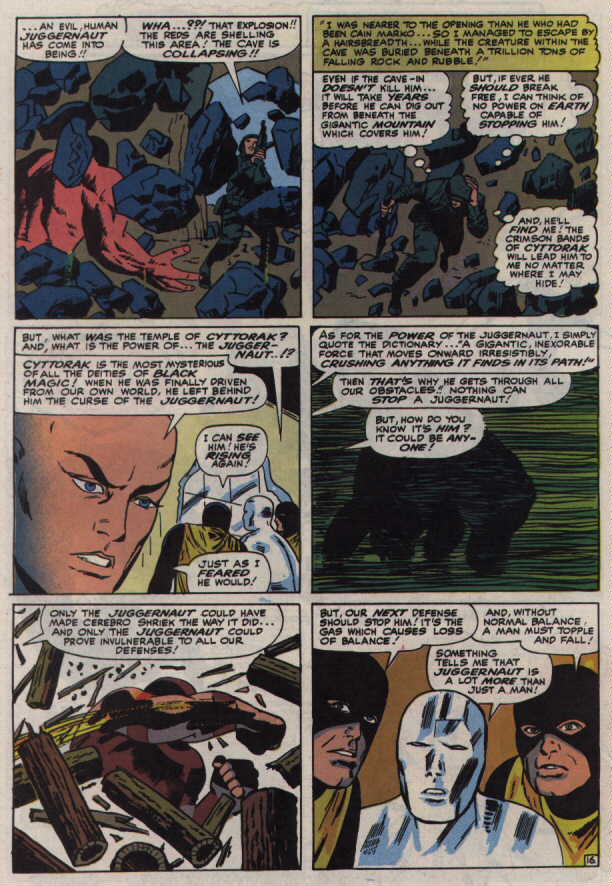 ...AN EVIL, HUMAN
JUGGERNAUT
HAS COME INTO
BEING!!
WHA...??! THAT EXPLOSION!!
THE REDS ARE SHELLING
THIS AREA! THE CAVE IS
COLLAPSING!!
"I WAS NEARER TO THE OPENING THAN HE WHO HAD
BEEN CAIN MARKO... SO I MANAGED TO ESCAPE BY
A HAIRSBREADTH... WHILE THE CREATURE WITHIN THE
CAVE WAS BURIED BENEATH A TRILLION TONS OF
FALLING ROCK AND RUBBLE!"
EVEN IF THE CAVE-IN
DOESN'T KILL HIM...
IT WILL TAKE YEARS
BEFORE HE CAN DIG OUT
FROM BENEATH THE
GIGANTIC MOUNTAIN
WHICH COVERS HIM!
BUT, IF EVER HE
SHOULD BREAK
FREE, I CAN THINK OF
NO POWER ON EARTH
CAPABLE OF
STOPPING HIM!
AND, HE'LL
FIND ME! THE
CRIMSON BANDS
OF CYTTORAK
WILL LEAD HIM TO
ME NO MATTER
WHERE I MAY
HIDE!
BUT, WHAT WAS THE TEMPLE OF CYTTORAK?
AND, WHAT IS THE POWER OF... THE JUGGER-
NAUT..!?
CYTTORAK IS THE MOST MYSTERIOUS
OF ALL THE DEITIES OF BLACK
MAGIC! WHEN HE WAS FINALLY DRIVEN
FROM OUR OWN WORLD, HE LEFT BEHIND
HIM THE CURSE OF THE JUGGERNAUT!
I CAN SEE
HIM! HE'S
RISING
AGAIN!
JUST AS I
FEARED
HE WOULD!
AS FOR THE POWER OF THE JUGGERNAUT, I SIMPLY
QUOTE THE DICTIONARY... "A GIGANTIC, INEXORABLE
FORCE THAT MOVES ONWARD IRRESISTIBLY,
CRUSHING ANYTHING IT FINDS IN ITS PATH!"
THEN THAT'S WHY HE GETS THROUGH ALL
OUR OBSTACLES!! NOTHING CAN
STOP A JUGGERNAUT!
BUT, HOW DO YOU
KNOW IT'S HIM?
IT COULD BE ANY-
ONE!
ONLY THE JUGGERNAUT COULD HAVE
MADE CEREBRO SHRIEK THE WAY IT DID...
AND ONLY THE JUGGERNAUT COULD
PROVE INVULNERABLE TO ALL OUR
DEFENSES!
BUT, OUR NEXT DEFENSE
SHOULD STOP HIM! IT'S THE
GAS WHICH CAUSES LOSS
OF BALANCE!
AND, WITHOUT
NORMAL BALANCE,
A MAN MUST TOPPLE
AND FALL!
SOMETHING
TELLS ME THAT
JUGGERNAUT IS
A LOT MORE THAN
JUST A MAN!
16